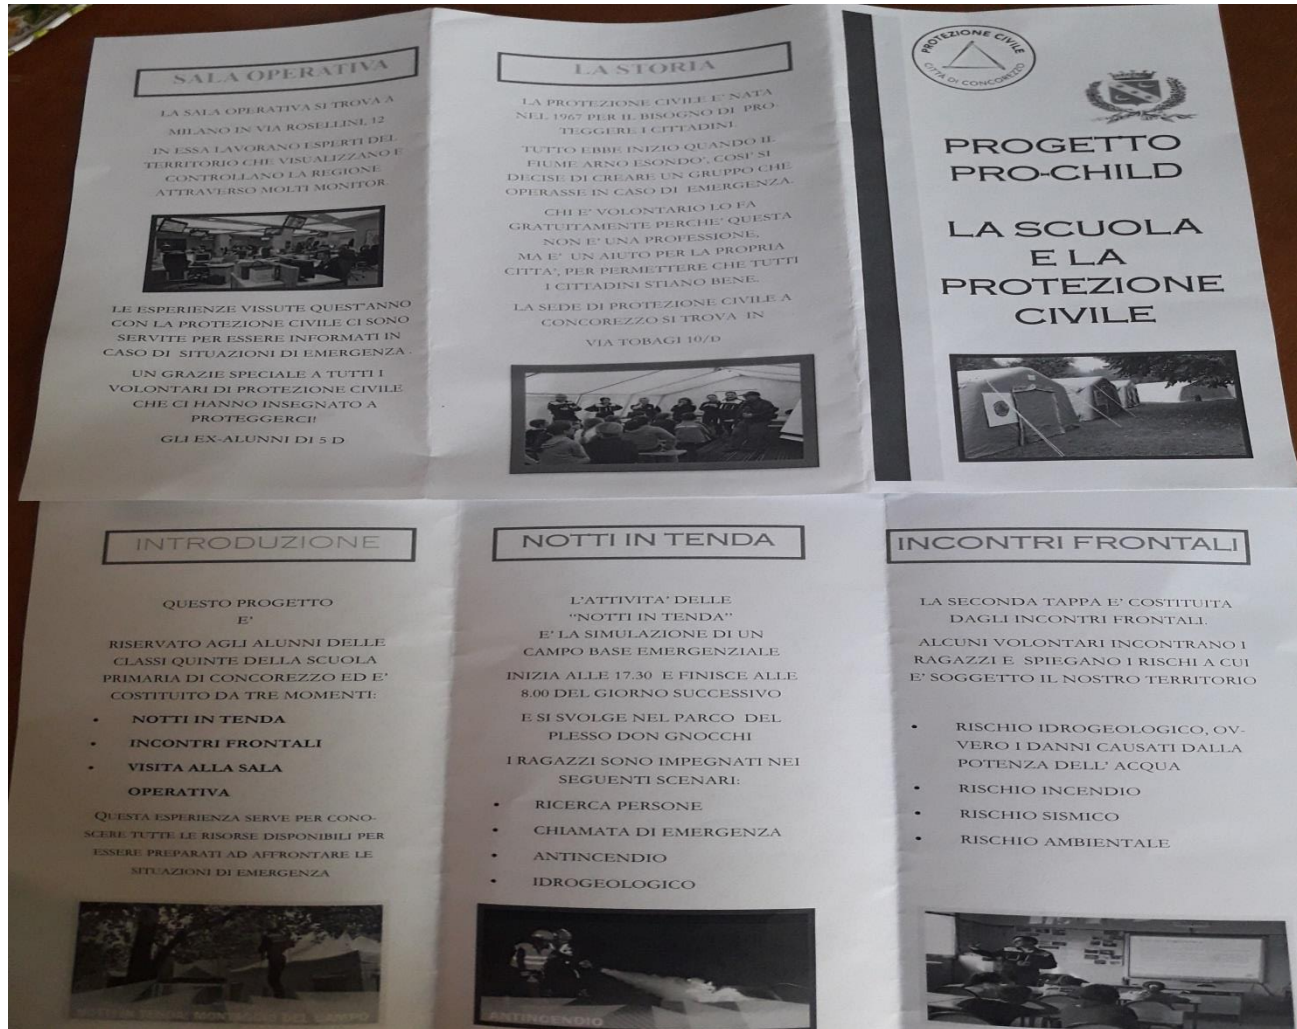 SALA OPERATIVA
LA SALA OPERATIVA SI TROVA A
MILANO IN VIA ROSELLINI, 12
IN ESSA LAVORANO ESPERTI DEL
TERRITORIO CHE VISUALIZZANO E
CONTROLLANO LA REGIONE
ATTRAVERSO MOLTI MONITOR.
LE ESPERIENZE VISSUTE QUEST'ANNO
CON LA PROTEZIONE CIVILE CI SONO
SERVITE PER ESSERE INFORMATI IN
CASO DI SITUAZIONI DI EMERGENZA.
UN GRAZIE SPECIALE A TUTTI I
VOLONTARI DI PROTEZIONE CIVILE
CHE CI HANNO INSEGNATO A
PROTEGGERCI!
GLI EX-ALUNNI DI 5 D
LA STORIA
LA PROTEZIONE CIVILE E' NATA
NEL 1967 PER IL BISOGNO DI PRO
TEGGERE I CITTADINI
TUTTO EBBE INIZIO QUANDO IL
FIUME ARNO ESONDO', COSI' SI
DECISE DI CREARE UN GRUPPO CHE
OPERASSE IN CASO DI EMERGENZA.
CHI E' VOLONTARIO LO FA
GRATUITAMENTE PERCHE' QUESTA
NON E' UNA PROFESSIONE,
MA E' UN AIUTO PER LA PROPRIA
CITTA', PER PERMETTERE CHE TUTTI
I CITTADINI STIANO BENE.
LA SEDE DI PROTEZIONE CIVILE A
CONCOREZZO SI TROVA IN
VIA TOBAGI 10/D
PROTEZIONE CIVILE
CITTA DI CONCOREZZO
PROGETTO
PRO-CHILD
LA SCUOLA
E LA
PROTEZIONE
CIVILE
INTRODUZIONE
QUESTO PROGETTO
E'
RISERVATO AGLI ALUNNI DELLE
CLASSI QUINTE DELLA SCUOLA
PRIMARIA DI CONCOREZZO ED E'
COSTITUITO DA TRE MOMENTI:
• NOTTI IN TENDA
• INCONTRI FRONTALI
• VISITA ALLA SALA
OPERATIVA
QUESTA ESPERIENZA SERVE PER CONO-
SCERE TUTTE LE RISORSE DISPONIBILI PER
ESSERE PREPARATI AD AFFRONTARE LE
SITUAZIONI DI EMERGENZA
NOTTI IN TENDA: MONTAGGIO DEL CAMPO
NOTTI IN TENDA
L'ATTIVITA' DELLE
"NOTTI IN TENDA"
E' LA SIMULAZIONE DI UN
CAMPO BASE EMERGENZIALE
INIZIA ALLE 17.30 E FINISCE ALLE
8.00 DEL GIORNO SUCCESSIVO
E SI SVOLGE NEL PARCO DEL
PLESSO DON GNOCCHI
I RAGAZZI SONO IMPEGNATI NEI
SEGUENTI SCENARI:
• RICERCA PERSONE
• CHIAMATA DI EMERGENZA
• ANTINCENDIO
• IDROGEOLOGICO
ANTINCENDIO
INCONTRI FRONTALI
LA SECONDA TAPPA E' COSTITUITA
DAGLI INCONTRI FRONTALI.
ALCUNI VOLONTARI INCONTRANO I
RAGAZZI E SPIEGANO I RISCHI A CUI
E' SOGGETTO IL NOSTRO TERRITORIO
• RISCHIO IDROGEOLOGICO, OV-
VERO I DANNI CAUSATI DALLA
POTENZA DELL' ACQUA
• RISCHIO INCENDIO
• RISCHIO SISMICO
• RISCHIO AMBIENTALE